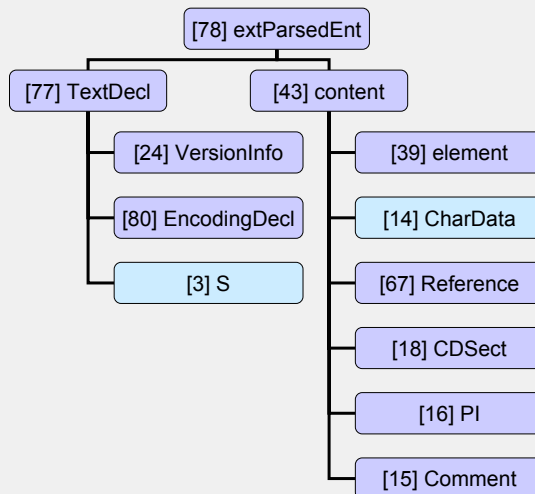 [78] extParsedEnt
[77] TextDecl
[43] content
[24] VersionInfo
[39] element
[80] EncodingDecl
[14] CharData
[3] S
[67] Reference
[18] CDSect
[16] PI
[15] Comment